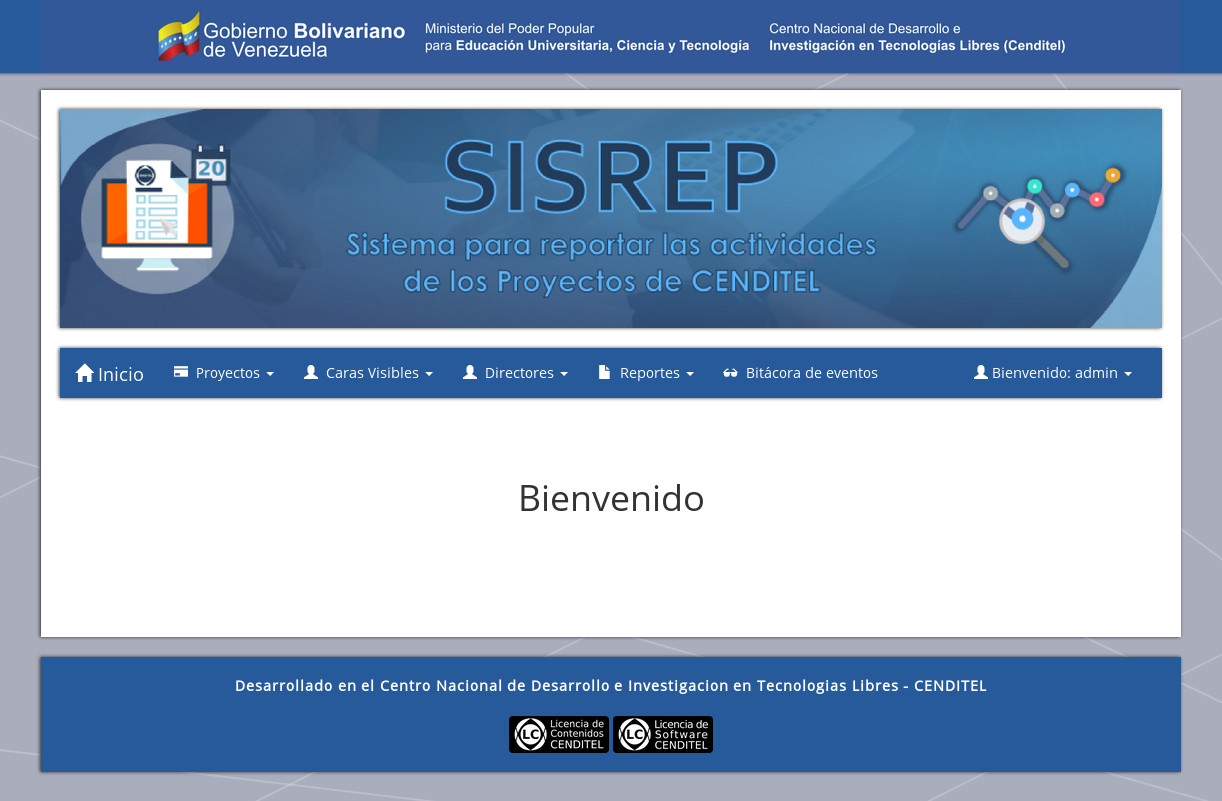 Gobierno Bolivariano
de Venezuela
Ministerio del Poder Popular
para Educación Universitaria, Ciencia y Tecnología
Centro Nacional de Desarrollo e
Investigación en Tecnologías Libres (Cenditel)
20
SISREP
Sistema para reportar las actividades
de los Proyectos de CENDITEL
Inicio Proyectos Caras Visibles Directores Reportes Bitácora de eventos Bienvenido: admin
Bienvenido
Desarrollado en el Centro Nacional de Desarrollo e Investigacion en Tecnologias Libres - CENDITEL
LC
Licencia de
Contenidos
CENDITEL
LC
Licencia de
Software
CENDITEL